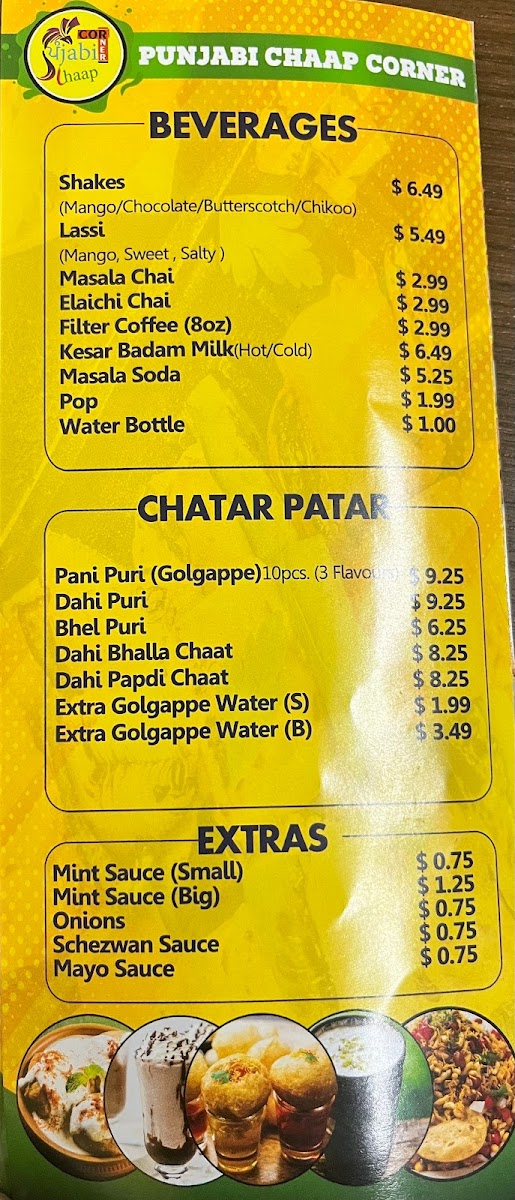 CORNER
ਪੰਜਾਬੀ
Chaap
PUNJABI CHAAP CORNER
BEVERAGES
Shakes $ 6.49
(Mango/Chocolate/Butterscotch/Chikoo)
Lassi $ 5.49
(Mango, Sweet , Salty )
Masala Chai $ 2.99
Elaichi Chai $ 2.99
Filter Coffee (8oz) $ 2.99
Kesar Badam Milk(Hot/Cold) $ 6.49
Masala Soda $ 5.25
Pop $ 1.99
Water Bottle $ 1.00
CHATAR PATAR
Pani Puri (Golgappe)10pcs. (3 Flavours) $ 9.25
Dahi Puri $ 9.25
Bhel Puri $ 6.25
Dahi Bhalla Chaat $ 8.25
Dahi Papdi Chaat $ 8.25
Extra Golgappe Water (S) $ 1.99
Extra Golgappe Water (B) $ 3.49
EXTRAS
Mint Sauce (Small) $ 0.75
Mint Sauce (Big) $ 1.25
Onions $ 0.75
Schezwan Sauce $ 0.75
Mayo Sauce $ 0.75